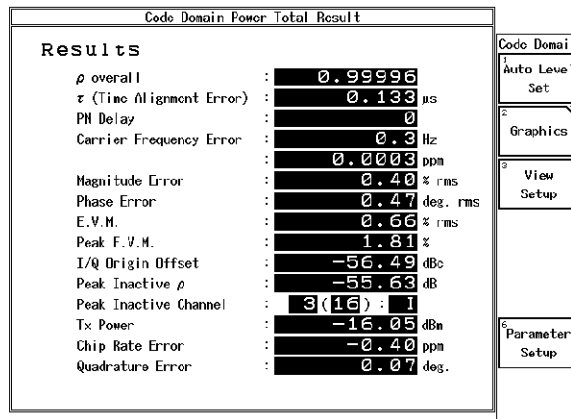 Code Domain Power Total Result
Results
ρ overall : 0.99996
τ (Time Alignment Error) : 0.133 μs
PN Delay : 0
Carrier Frequency Error : 0.3 Hz
: 0.0003 ppm
Magnitude Error : 0.40 % rms
Phase Error : 0.47 deg. rms
E.V.M. : 0.66 % rms
Peak E.V.M. : 1.81 %
I/Q Origin Offset : -56.49 dBc
Peak Inactive ρ : -55.63 dB
Peak Inactive Channel : 3(16) : I
Tx Power : -16.05 dBm
Chip Rate Error : -0.40 ppm
Quadrature Error : 0.07 deg.
Code Domai
1
Auto Leve
Set
2
Graphics
3
View
Setup
6
Parameter
Setup